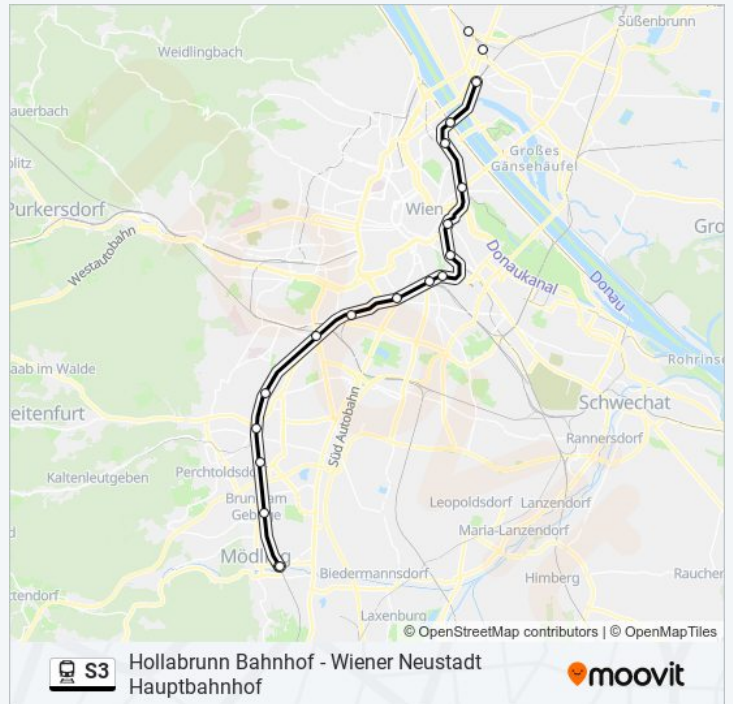 Süßenbrunn
Weidlingbach
auerbach
Großes
Gänsehäufel
olitz
Purkersdorf
Wien
Gro
Westautobahn
Donaukanal
Donau
Rohrinse
aab im Walde
Schwechat
eitenfurt
Süd Autobahn
Rannersdorf
Perchtoldsdo
Kaltenleutgeben
Brunn am
Gebirge
Leopoldsdorf
Lanzendorf
Maria-Lanzendorf
Mödling
Biedermannsdorf
Himberg
Raucher
tendorf
Laxenburg
© OpenStreetMap contributors | © OpenMapTiles
S3
Hollabrunn Bahnhof - Wiener Neustadt
Hauptbahnhof
moovit